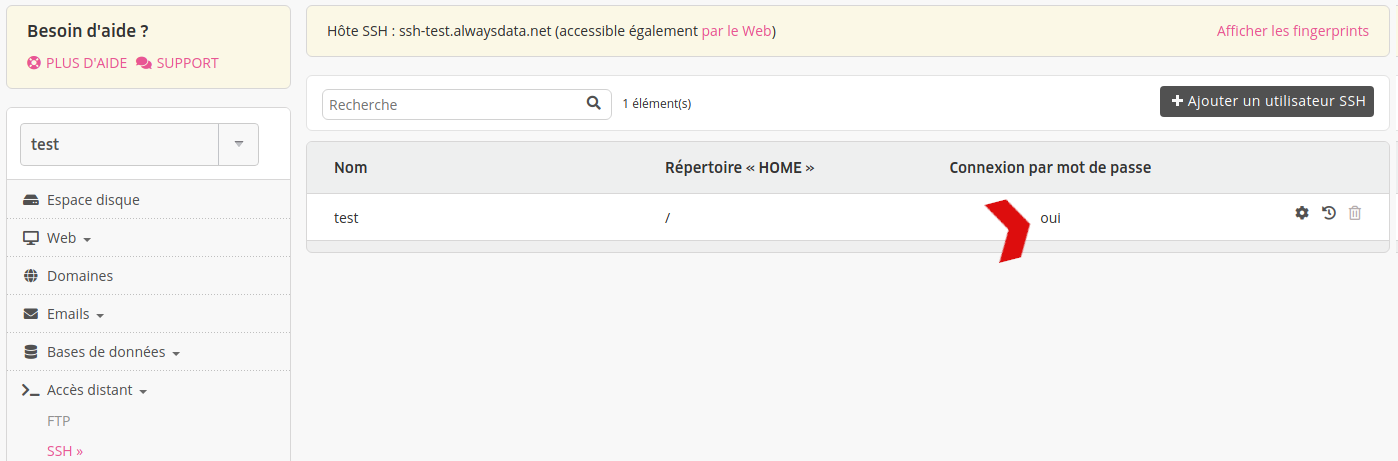 Besoin d'aide ?
PLUS D'AIDE SUPPORT
test
Espace disque
Web
Domaines
Emails
Bases de données
Accès distant
FTP
SSH »
Hôte SSH : ssh-test.alwaysdata.net (accessible également par le Web)
Afficher les fingerprints
Recherche
1 élément(s)
Ajouter un utilisateur SSH
Nom Répertoire « HOME » Connexion par mot de passe
test / oui